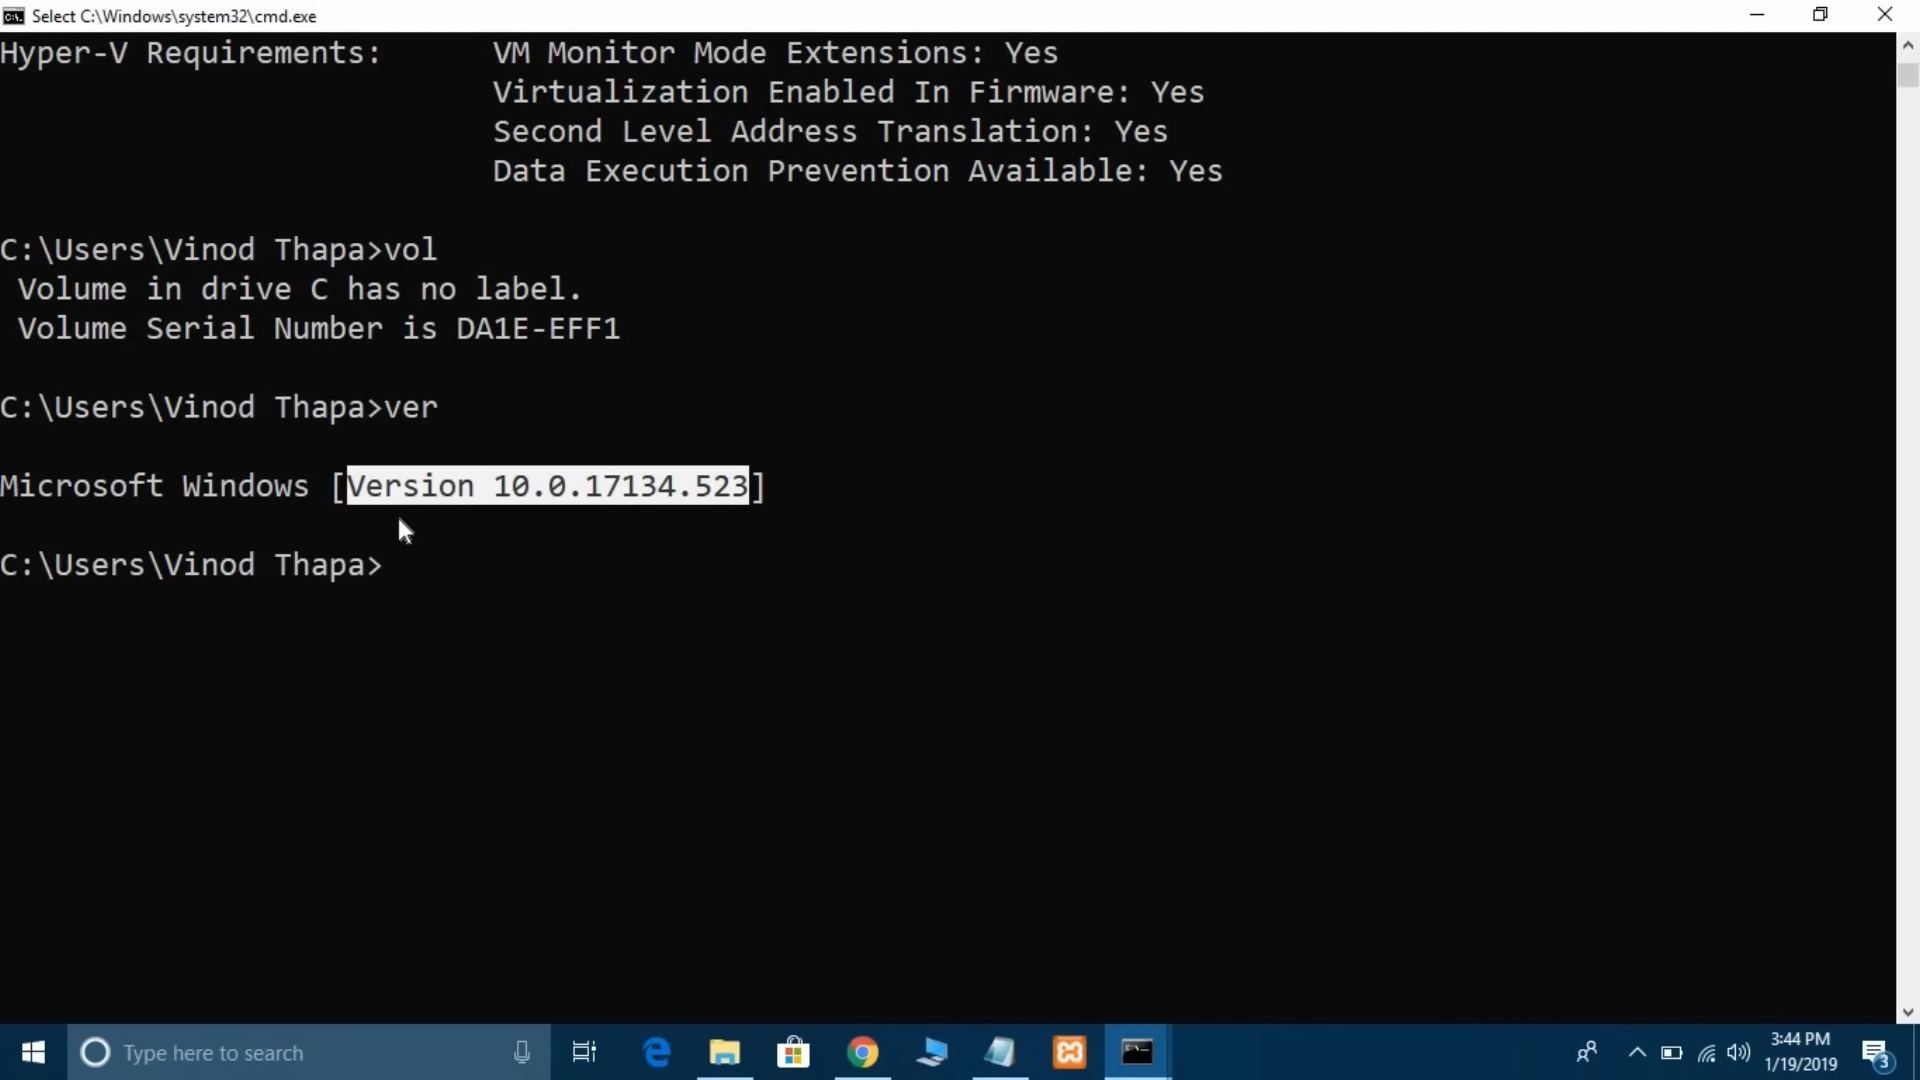 Select C:\Windows\system32\cmd.exe
Hyper-V Requirements: VM Monitor Mode Extensions: Yes
Virtualization Enabled In Firmware: Yes
Second Level Address Translation: Yes
Data Execution Prevention Available: Yes
C:\Users\Vinod Thapa>vol
Volume in drive C has no label.
Volume Serial Number is DA1E-EFF1
C:\Users\Vinod Thapa>ver
Microsoft Windows [Version 10.0.17134.523]
C:\Users\Vinod Thapa>
Type here to search
3:44 PM
1/19/2019
3